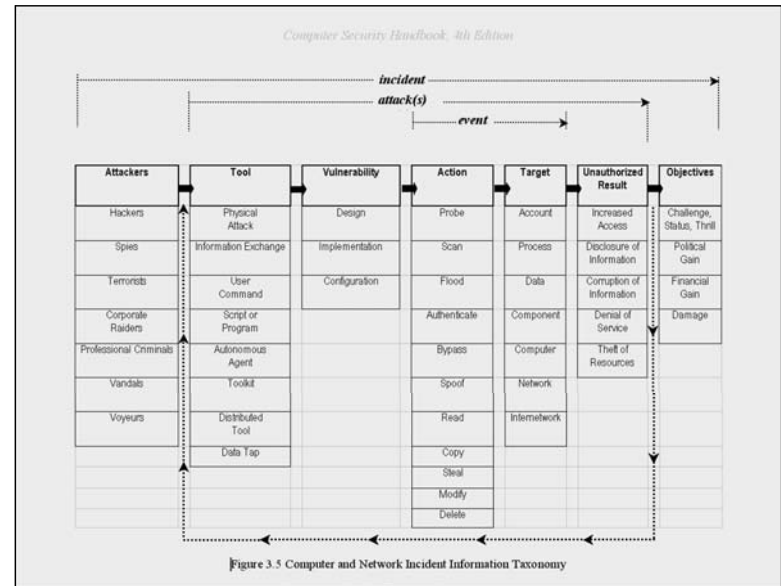 Computer Security Handbook, 4th Edition
incident
attack(s)
event
Attackers
Tool
Vulnerability
Action
Target
Unauthorized
Result
Objectives
Hackers
Physical
Attack
Design
Probe
Account
Increased
Access
Challenge,
Status, Thrill
Spies
Information Exchange
Implementation
Scan
Process
Disclosure of
Information
Political
Gain
Terrorists
User
Command
Configuration
Flood
Data
Corruption of
Information
Financial
Gain
Corporate
Raiders
Script or
Program
Authenticate
Component
Denial of
Service
Damage
Professional Criminals
Autonomous
Agent
Bypass
Computer
Theft of
Resources
Vandals
Toolkit
Spoof
Network
Voyeurs
Distributed
Tool
Read
Internetwork
Data Tap
Copy
Steal
Modify
Delete
Figure 3.5 Computer and Network Incident Information Taxonomy